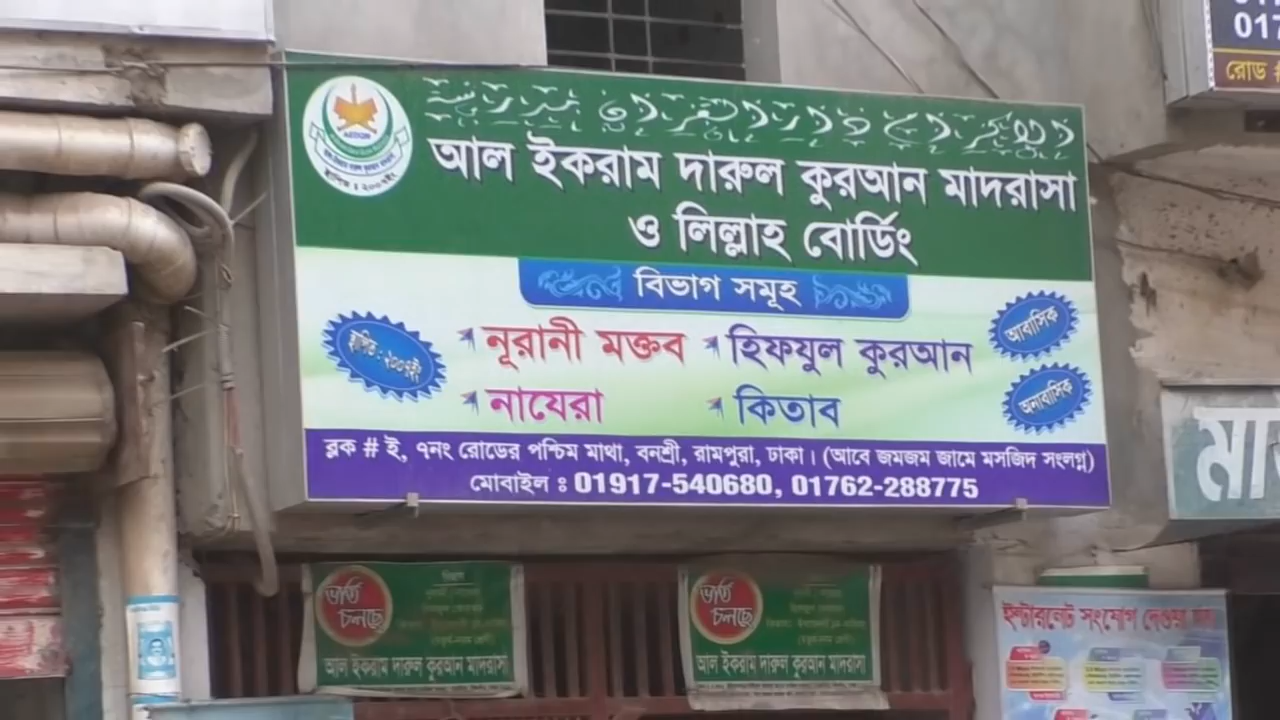 আল ইকরাম দারুল কুরআন মাদরাসা
ও লিল্লাহ বোর্ডিং
বিভাগ সমূহ
স্থাপিত: ২০০৭ইং
নূরানী মক্তব
হিফযুল কুরআন
আবাসিক
নাযেরা
কিতাব
অনাবাসিক
ব্লক # ই, ৭নং রোডের পশ্চিম মাথা, বনশ্রী, রামপুরা, ঢাকা। (আবে জমজম জামে মসজিদ সংলগ্ন)
মোবাইল ঃ 01917-540680, 01762-288775
রোড #
ভর্তি
চলছে
আল ইকরাম দারুল কুরআন মাদরাসা
ভর্তি
চলছে
আল ইকরাম দারুল কুরআন মাদরাসা
ইন্টারনেট সংযোগ দেওয়া হয়